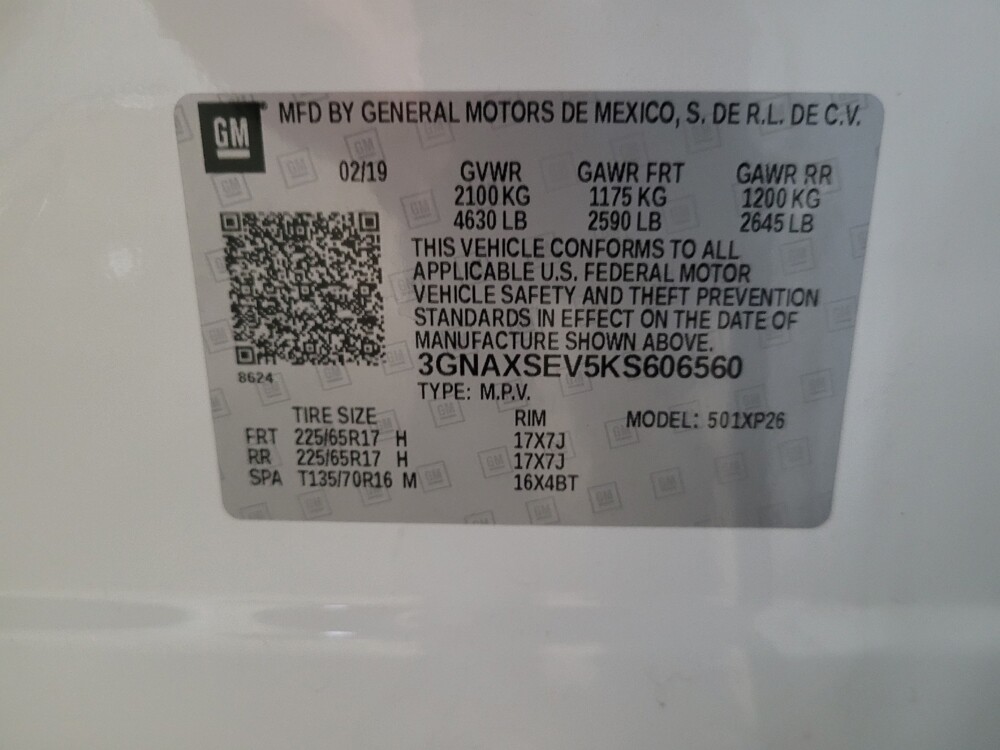 GM MFD BY GENERAL MOTORS DE MEXICO, S. DE R.L. DE C.V.
02/19 GVWR GAWR FRT GAWR RR
2100 KG 1175 KG 1200 KG
4630 LB 2590 LB 2645 LB
THIS VEHICLE CONFORMS TO ALL
APPLICABLE U.S. FEDERAL MOTOR
VEHICLE SAFETY AND THEFT PREVENTION
STANDARDS IN EFFECT ON THE DATE OF
MANUFACTURE SHOWN ABOVE.
3GNAXSEV5KS606560
8624
TYPE: M.P.V.
TIRE SIZE RIM MODEL: 501XP26
FRT 225/65R17 H 17X7J
RR 225/65R17 H 17X7J
SPA T135/70R16 M 16X4BT